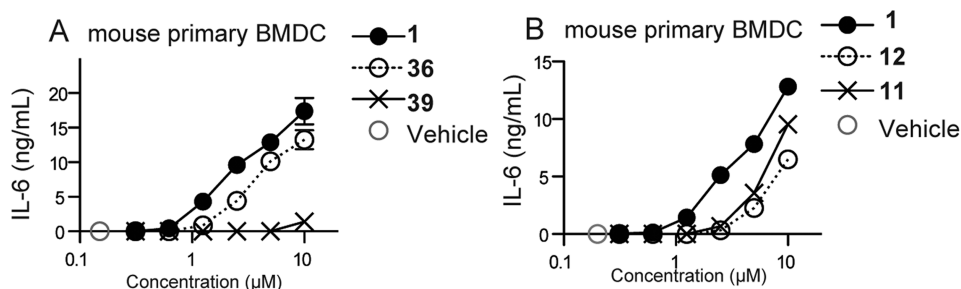 A mouse primary BMDC
1
36
39
Vehicle
IL-6 (ng/mL)
20
15
10
5
0
0.1 1 10
Concentration (µM)
B mouse primary BMDC
1
12
11
Vehicle
IL-6 (ng/mL)
15
10
5
0
0.1 1 10
Concentration (µM)